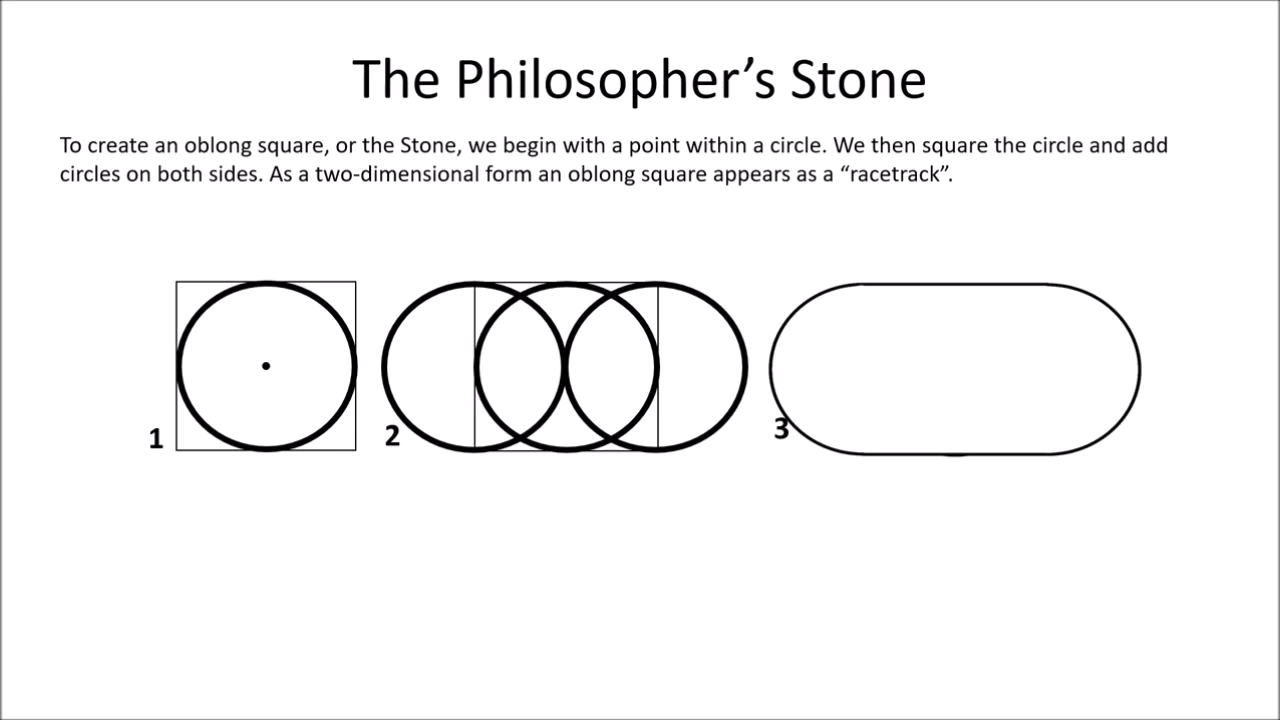 The Philosopher’s Stone
To create an oblong square, or the Stone, we begin with a point within a circle. We then square the circle and add
circles on both sides. As a two-dimensional form an oblong square appears as a “racetrack”.
1
2
3